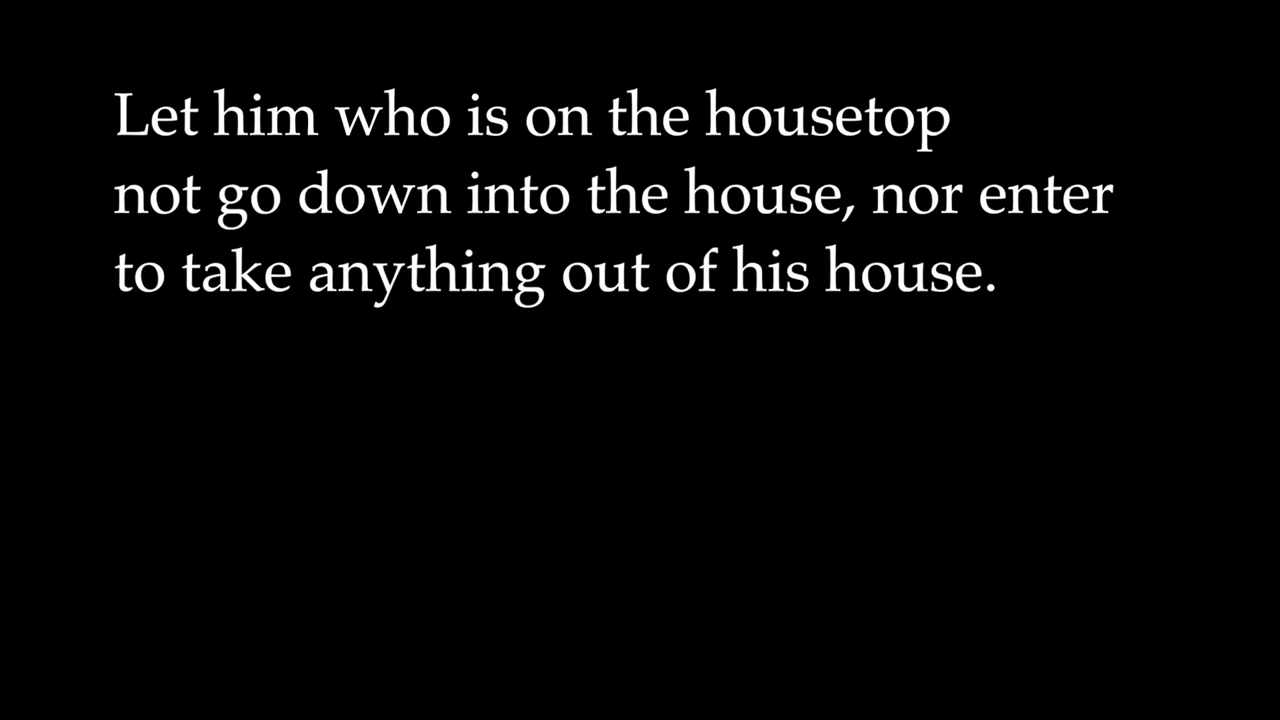 Let him who is on the housetop
not go down into the house, nor enter
to take anything out of his house.